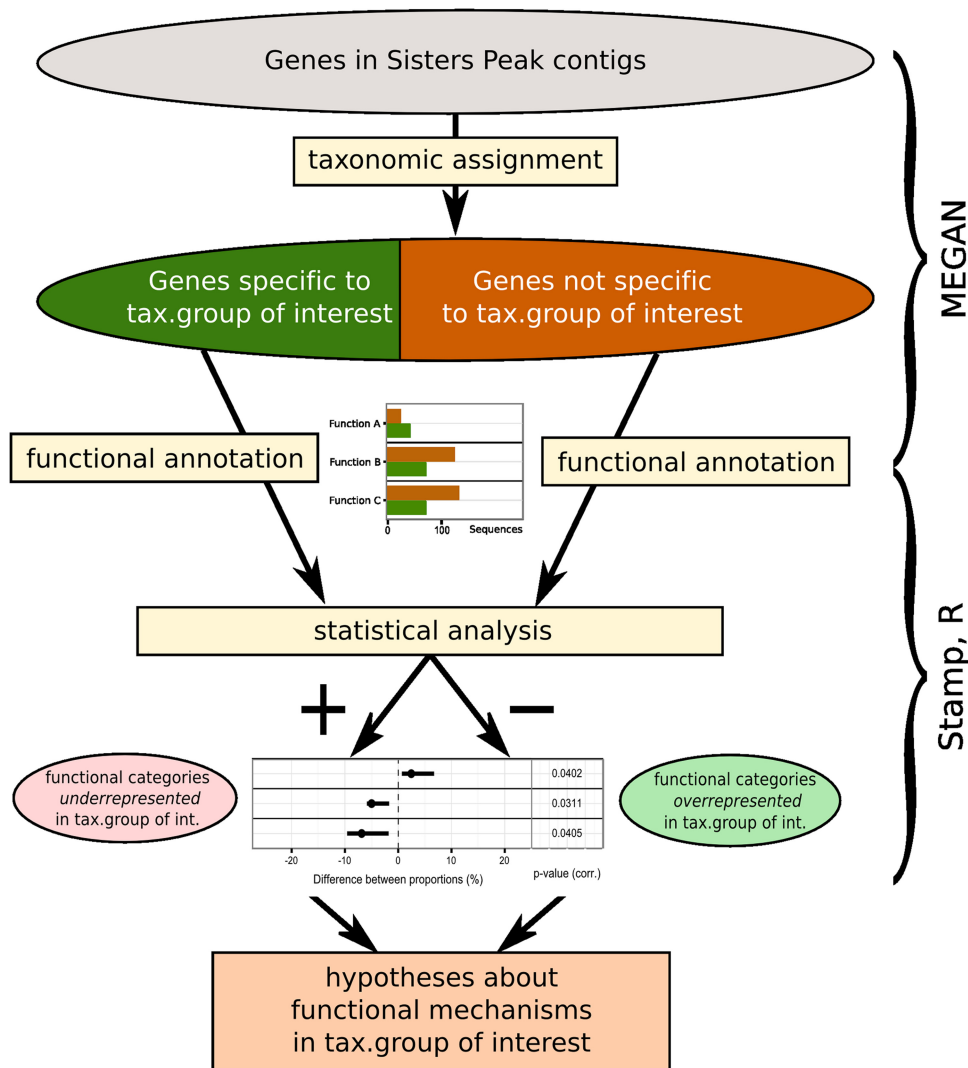 Genes in Sisters Peak contigs
taxonomic assignment
MEGAN
Genes specific to
tax.group of interest
Genes not specific
to tax.group of interest
functional annotation
Function A
Function B
Function C
0
100
Sequences
functional annotation
Stamp, R
statistical analysis
+
−
functional categories
underrepresented
in tax.group of int.
0.0402
0.0311
0.0405
-20
-10
0
10
20
Difference between proportions (%)
p-value (corr.)
functional categories
overrepresented
in tax.group of int.
hypotheses about
functional mechanisms
in tax.group of interest